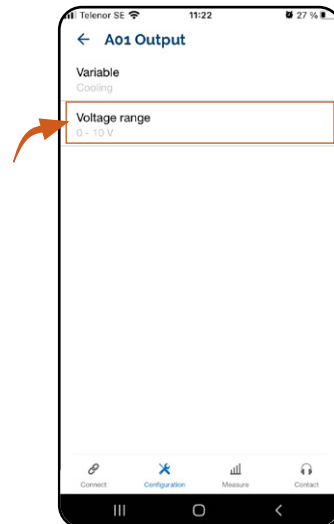 Telenor SE 11:22 27 %
A01 Output
Variable
Cooling
Voltage range
0 - 10 V
Connect Configuration Measure Contact